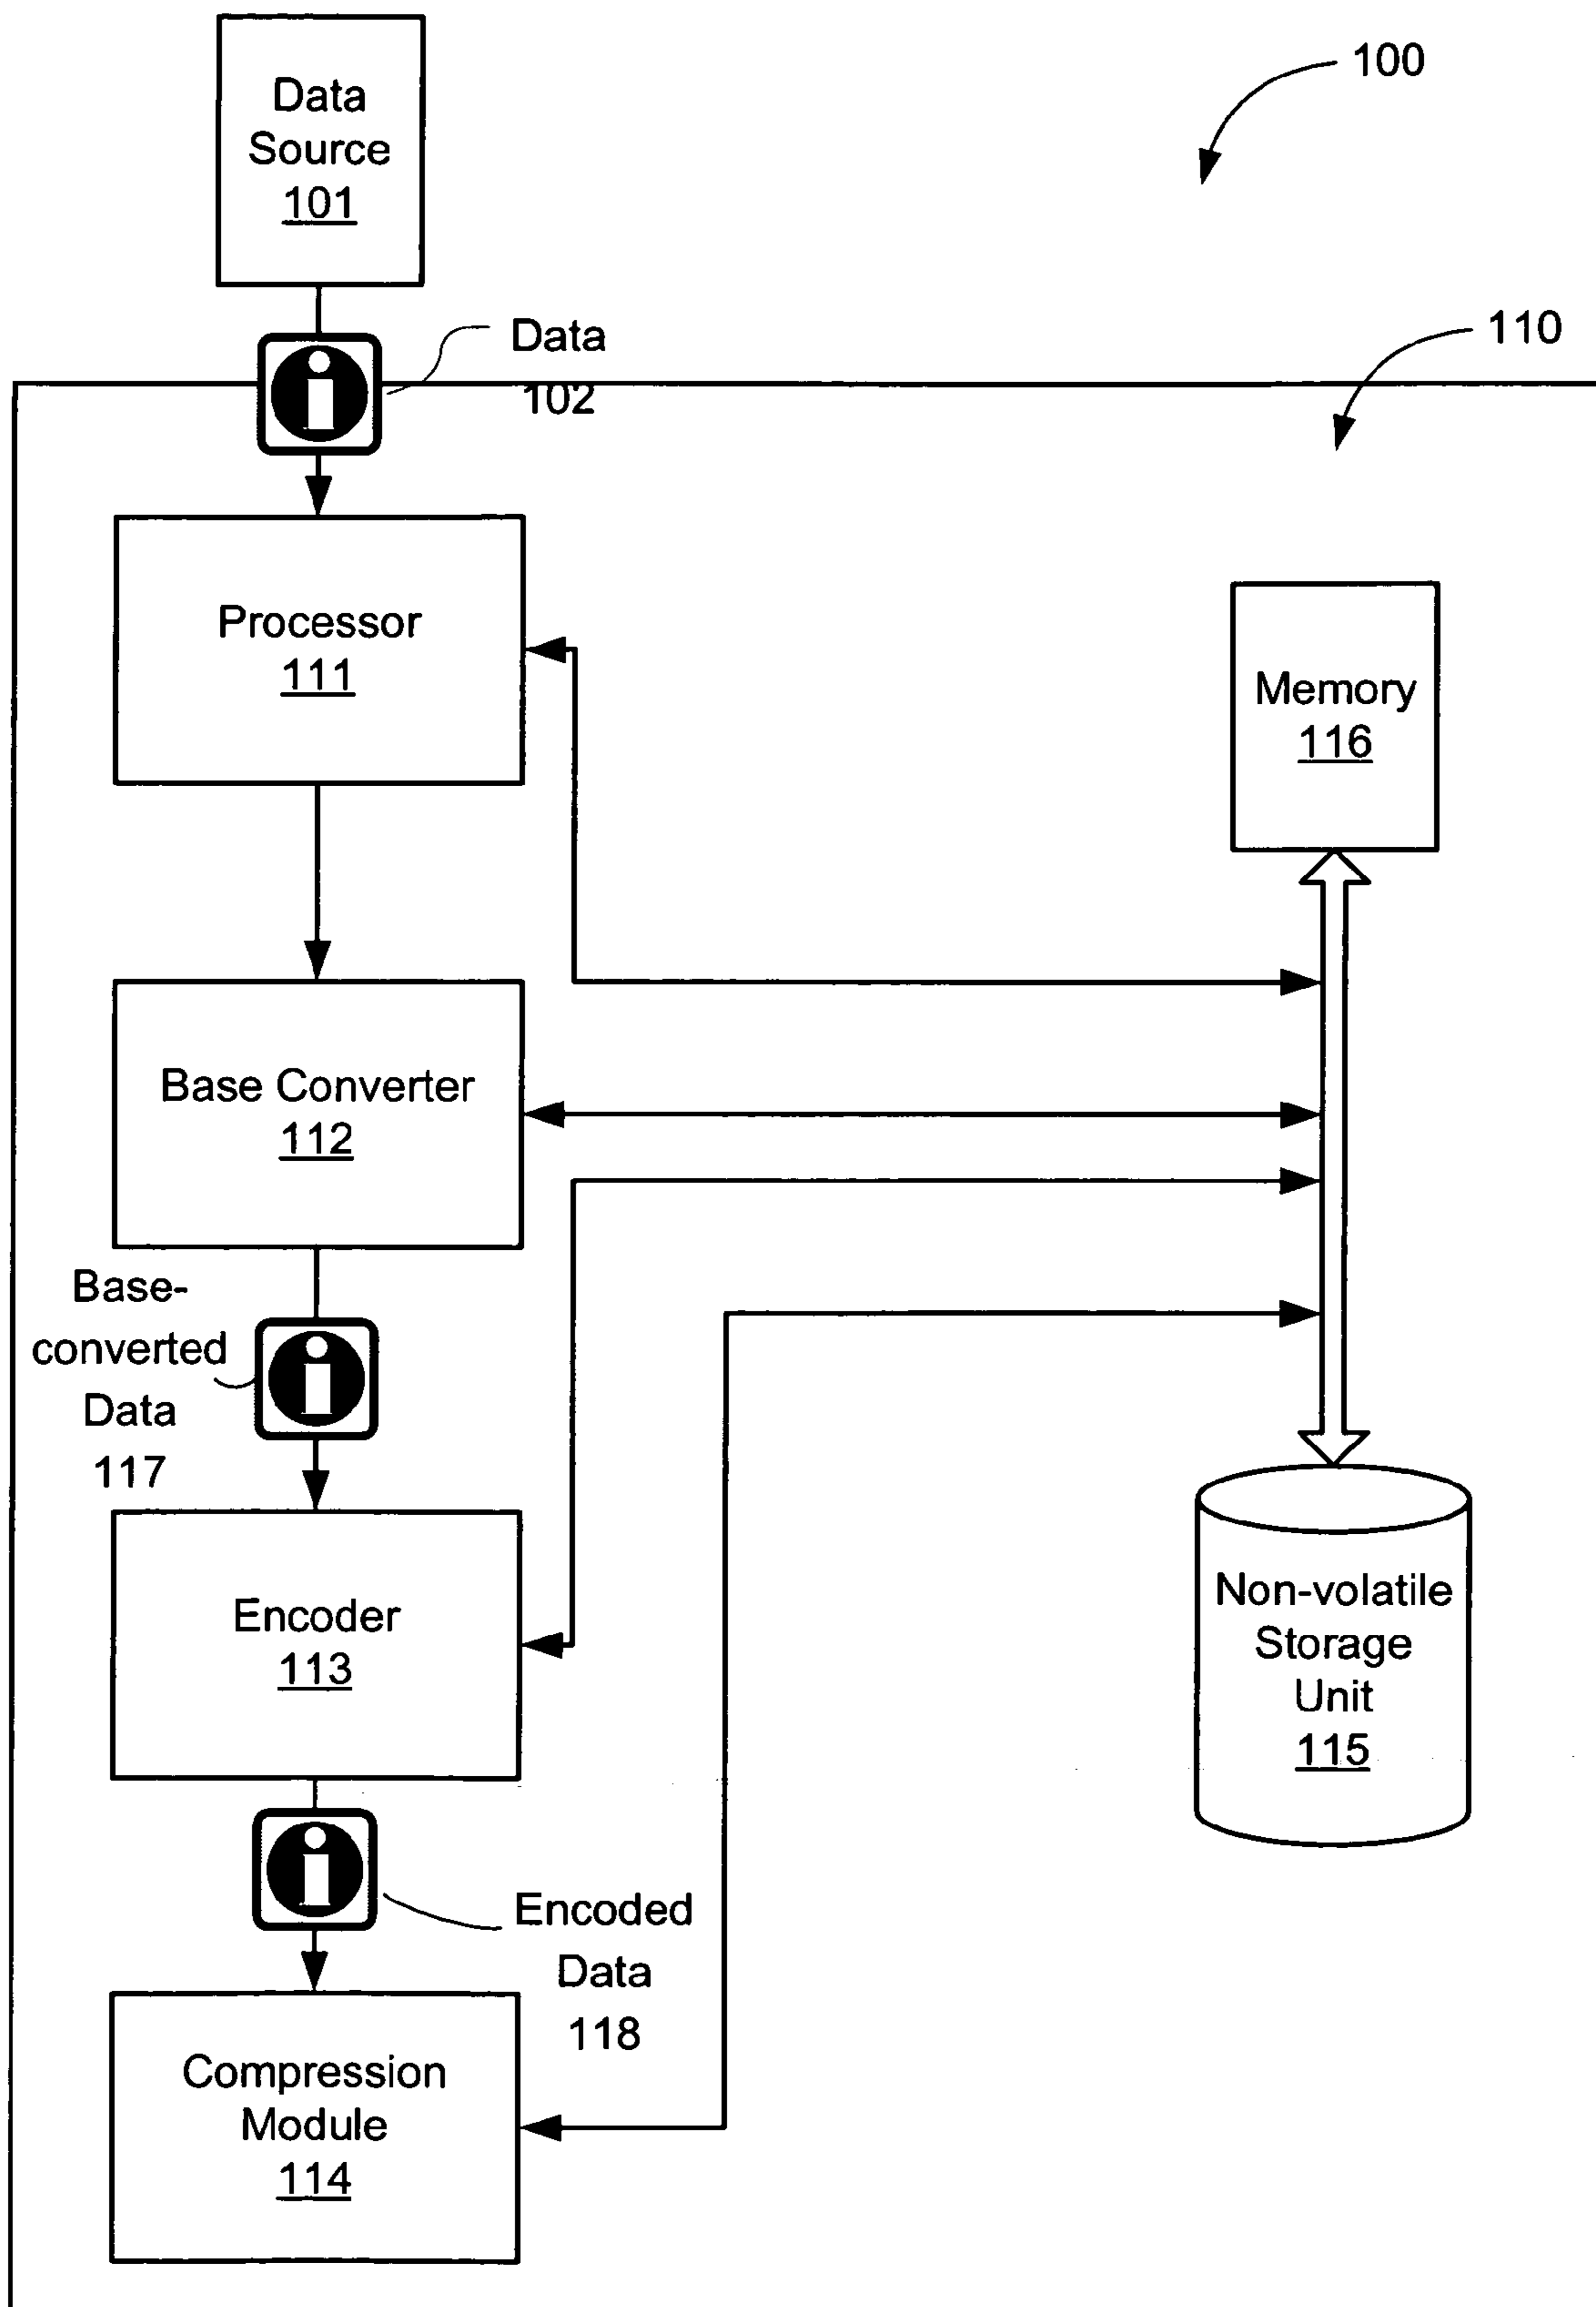 Data
Source
101
100
Data
102
110
Processor
111
Memory
116
Base Converter
112
Base-
converted
Data
117
Encoder
113
Non-volatile
Storage
Unit
115
Encoded
Data
118
Compression
Module
114